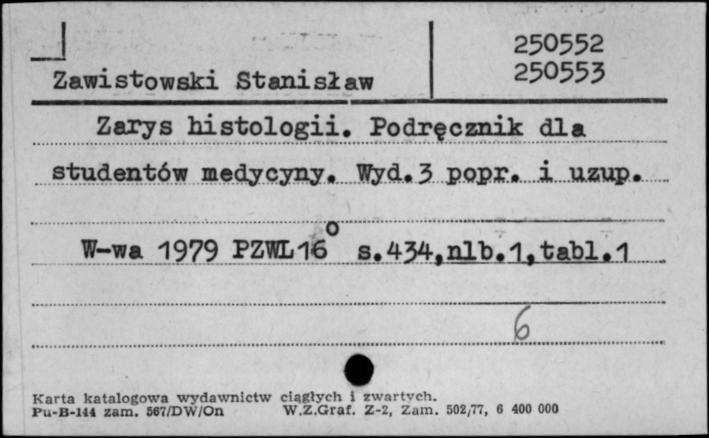 250552
Zawistowski Stanisław 250553
Zarys histologii. Podręcznik dla
studentów medycyny. Wyd.3 popr. i uzup.
W-wa 1979 PZWL 16° s.434,nlb.1,tabl.1
6
Karta katalogowa wydawnictw ciągłych i zwartych.
Pu-B-144 zam. 567/DW/On W.Z.Graf. Z-2, Zam. 502/77, 6 400 000